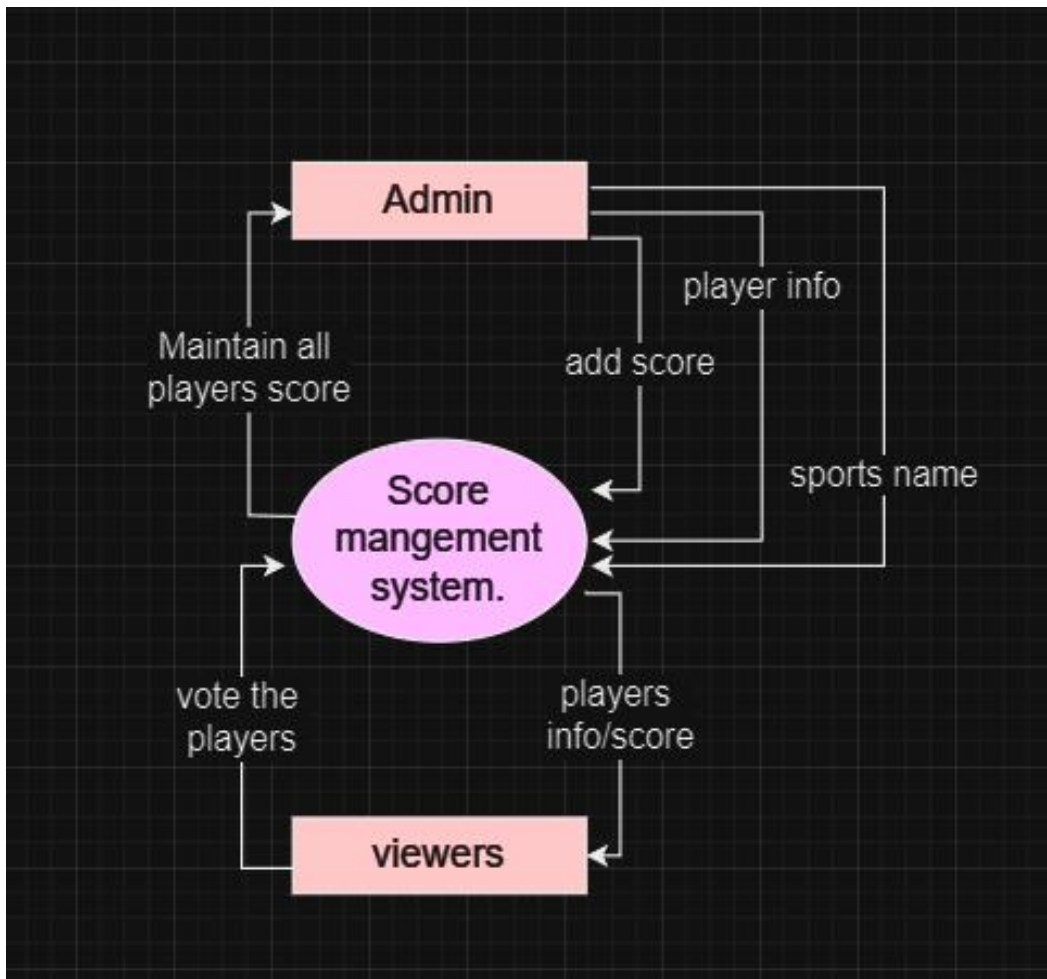 Admin
player info
Maintain all
players score
add score
sports name
Score
mangement
system.
vote the
players
players
info/score
viewers